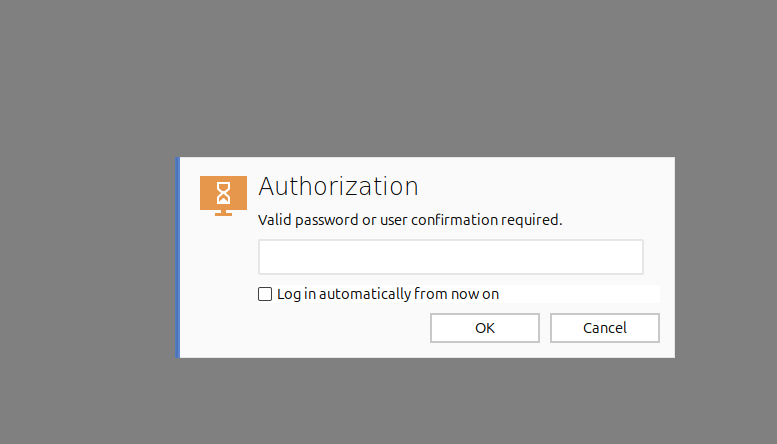 Authorization
Valid password or user confirmation required.
Log in automatically from now on
OK
Cancel